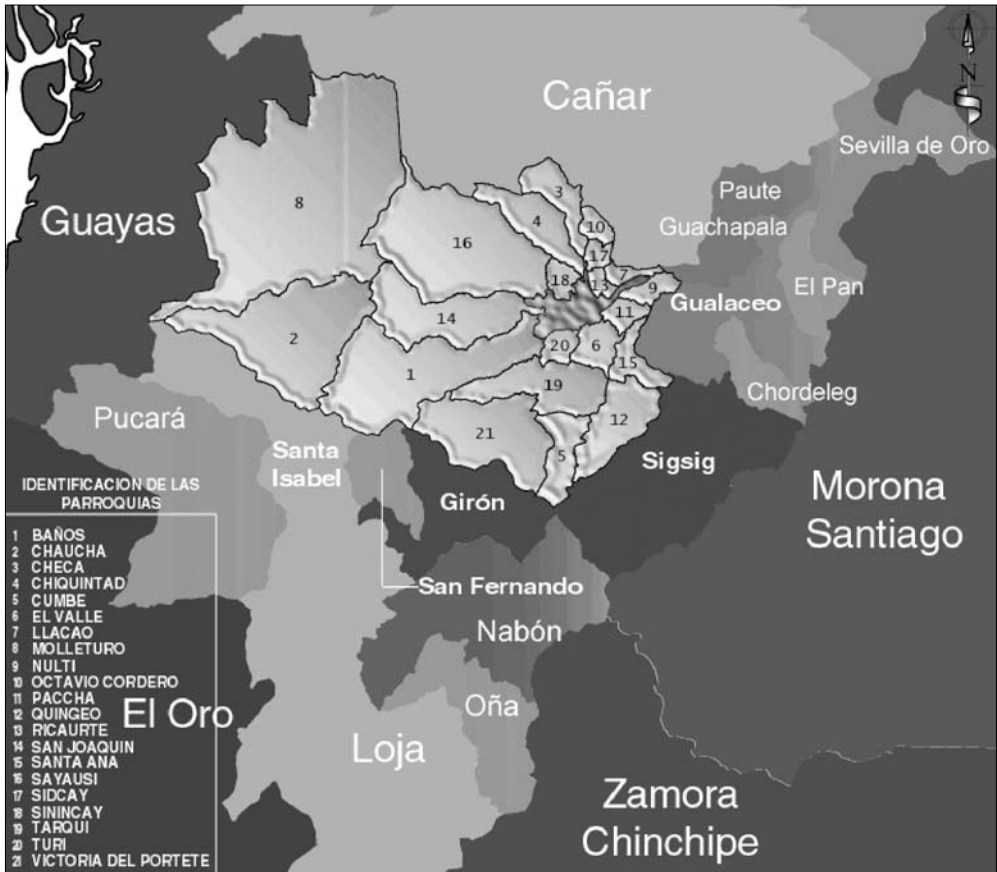 N
Cañar
Sevilla de Oro
Paute
Guayas
Guachapala
El Pan
Gualaceo
Chordeleg
8
3
4
10
16
17
18
7
13
9
11
14
2
20
6
15
1
19
12
21
5
Pucará
Santa
Isabel
Sigsig
Girón
Morona
Santiago
San Fernando
Nabón
Oña
El Oro
Loja
Zamora
Chinchipe
IDENTIFICACION DE LAS
PARROQUIAS
1 BAÑOS
2 CHAUCHA
3 CHECA
4 CHIQUINTAD
5 CUMBE
6 EL VALLE
7 LLACAO
8 MOLLETURO
9 NULTI
10 OCTAVIO CORDERO
11 PACCHA
12 QUINGEO
13 RICAURTE
14 SAN JOAQUIN
15 SANTA ANA
16 SAYAUSI
17 SIDCAY
18 SININCAY
19 TARQUI
20 TURI
21 VICTORIA DEL PORTETE